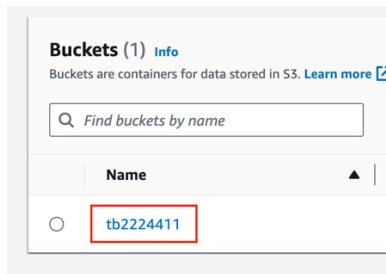 Buckets (1) Info
Buckets are containers for data stored in S3. Learn more
Find buckets by name
Name
tb2224411